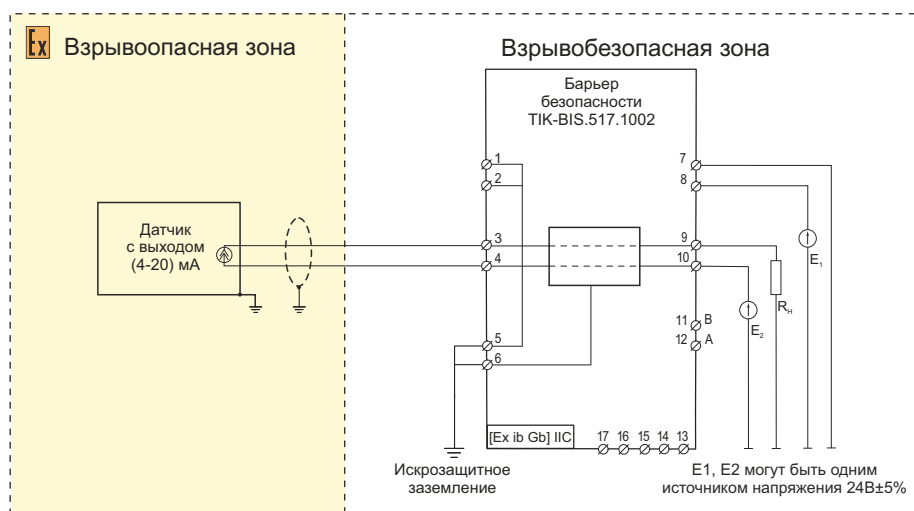 Ex Взрывоопасная зона
Взрывобезопасная зона
Барьер
безопасности
TIK-BIS.517.1002
1
2
3
4
5
6
7
8
9
10
11 B
12 A
Датчик
с выходом
(4-20) мА
E₁
Rн
E₂
[Ex ib Gb] IIC
17 16 15 14 13
Искрозащитное
заземление
E1, E2 могут быть одним
источником напряжения 24В±5%